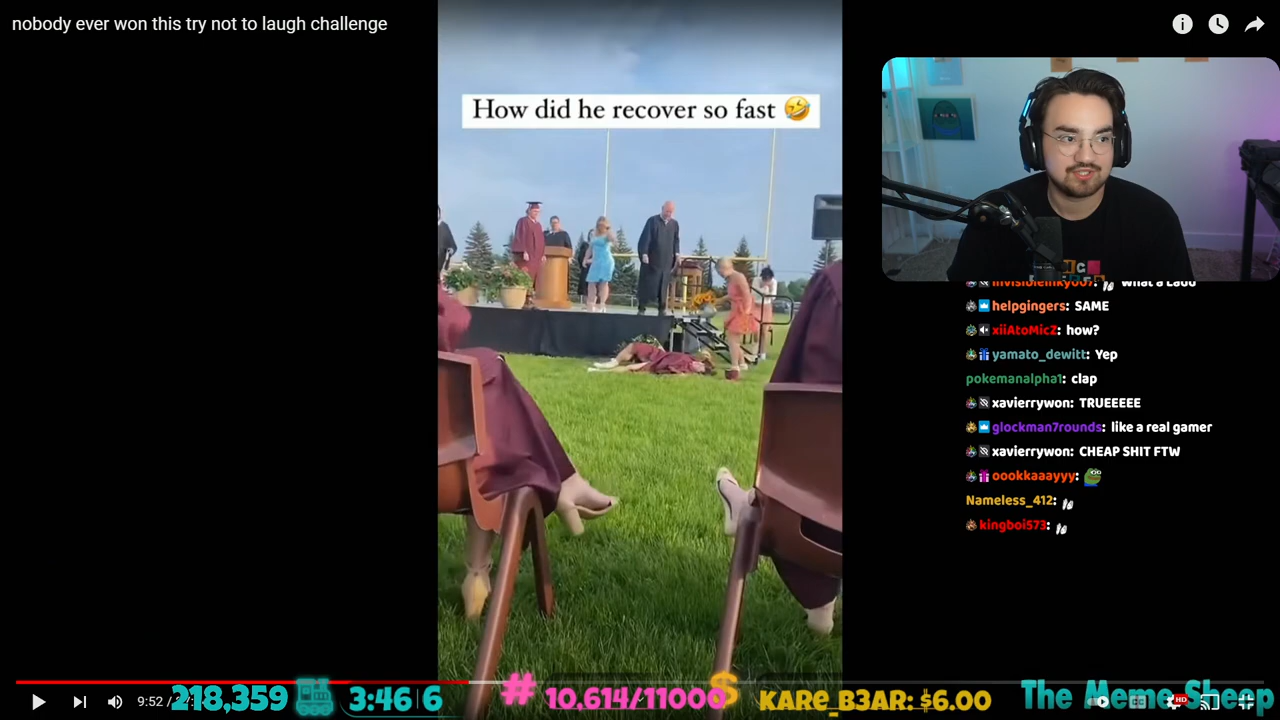 nobody ever won this try not to laugh challenge
How did he recover so fast 🤣
helpgingers: SAME
xiiAtoMicZ: how?
yamato_dewitt: Yep
pokemanalpha1: clap
xavierrywon: TRUEEEEE
glockman7rounds: like a real gamer
xavierrywon: CHEAP SHIT FTW
oookkaaayyy:
Nameless_412:
kingboi573:
9:52 /
218,359
3:46 6
# 10,614/11000
$ KARE_B3AR: $6.00
The Meme Sheep
HD